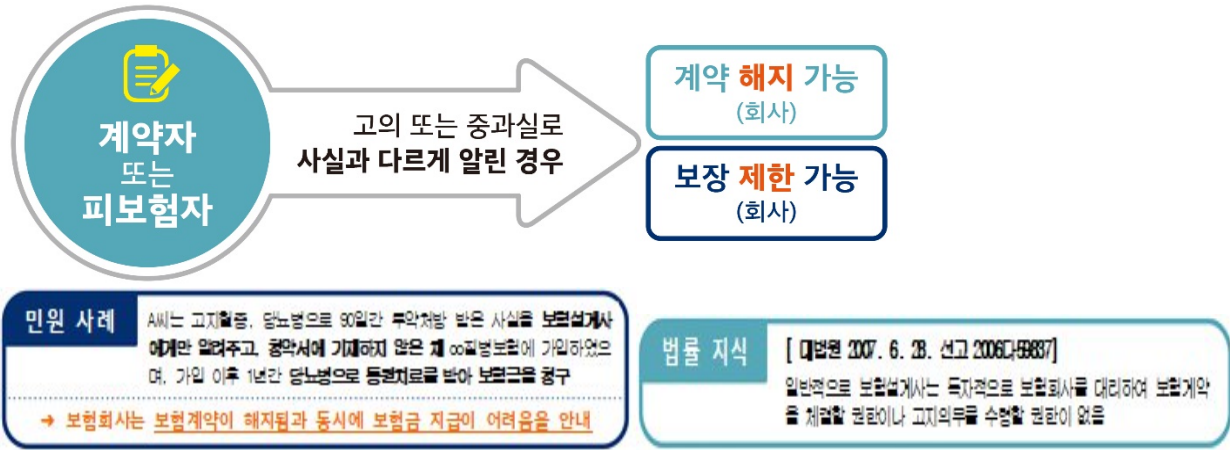 계약자
또는
피보험자
고의 또는 중과실로
사실과 다르게 알린 경우
계약 해지 가능
(회사)
보장 제한 가능
(회사)
민원 사례
A씨는 고지혈증, 당뇨병으로 90일간 투약처방 받은 사실을 보험설계사
에게만 알려주고, 청약서에 기재하지 않은 채 ∞질병보험에 가입하였으
며, 가입 이후 1년간 당뇨병으로 통원치료를 받아 보험금을 청구
→ 보험회사는 보험계약이 해지됨과 동시에 보험금 지급이 어려움을 안내
법률 지식
[ 대법원 2007. 6. 28. 선고 2006다59837]
일반적으로 보험설계사는 독자적으로 보험회사를 대리하여 보험계약
을 체결할 권한이나 고지의무를 수령할 권한이 없음